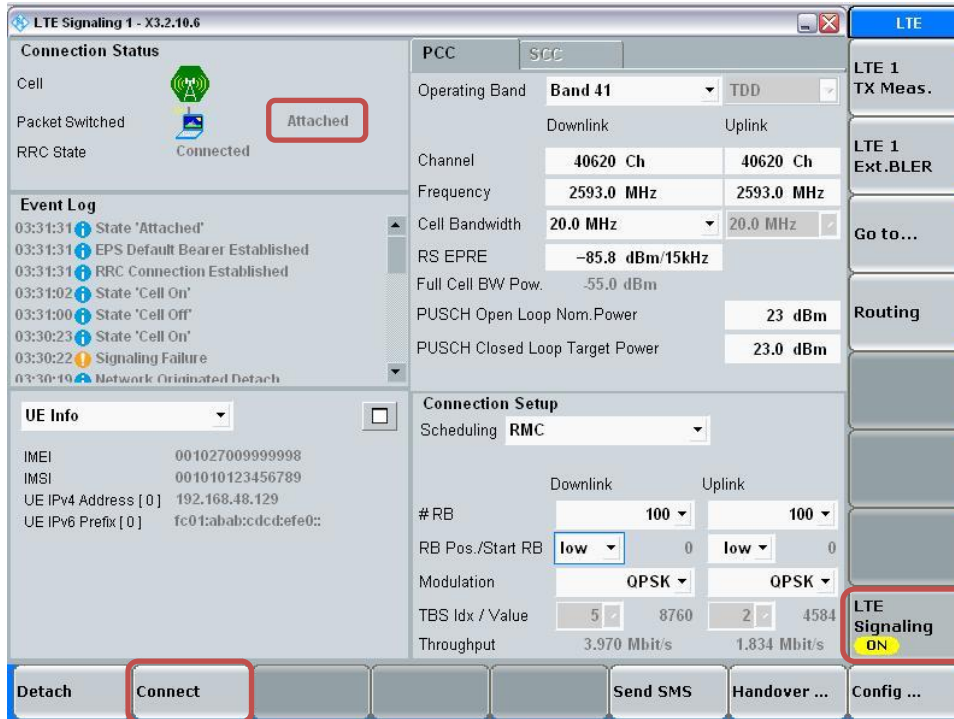 LTE Signaling 1 - X3.2.10.6
LTE
Connection Status
Cell
Packet Switched Attached
RRC State Connected
Event Log
03:31:31 State 'Attached'
03:31:31 EPS Default Bearer Established
03:31:31 RRC Connection Established
03:31:02 State 'Cell On'
03:31:00 State 'Cell Off'
03:30:23 State 'Cell On'
03:30:22 Signaling Failure
03:30:19 Network Originated Detach
UE Info
IMEI 001027009999998
IMSI 001010123456789
UE IPv4 Address [ 0 ] 192.168.48.129
UE IPv6 Prefix [ 0 ] fc01:abab:cdcd:efe0::
PCC SCC
Operating Band Band 41 TDD
Downlink Uplink
Channel 40620 Ch 40620 Ch
Frequency 2593.0 MHz 2593.0 MHz
Cell Bandwidth 20.0 MHz 20.0 MHz
RS EPRE -85.8 dBm/15kHz
Full Cell BW Pow. -55.0 dBm
PUSCH Open Loop Nom.Power 23 dBm
PUSCH Closed Loop Target Power 23.0 dBm
Connection Setup
Scheduling RMC
Downlink Uplink
# RB 100 100
RB Pos./Start RB low 0 low 0
Modulation QPSK QPSK
TBS Idx / Value 5 8760 2 4584
Throughput 3.970 Mbit/s 1.834 Mbit/s
LTE 1
TX Meas.
LTE 1
Ext.BLER
Go to...
Routing
LTE
Signaling
ON
Detach Connect Send SMS Handover ... Config ...